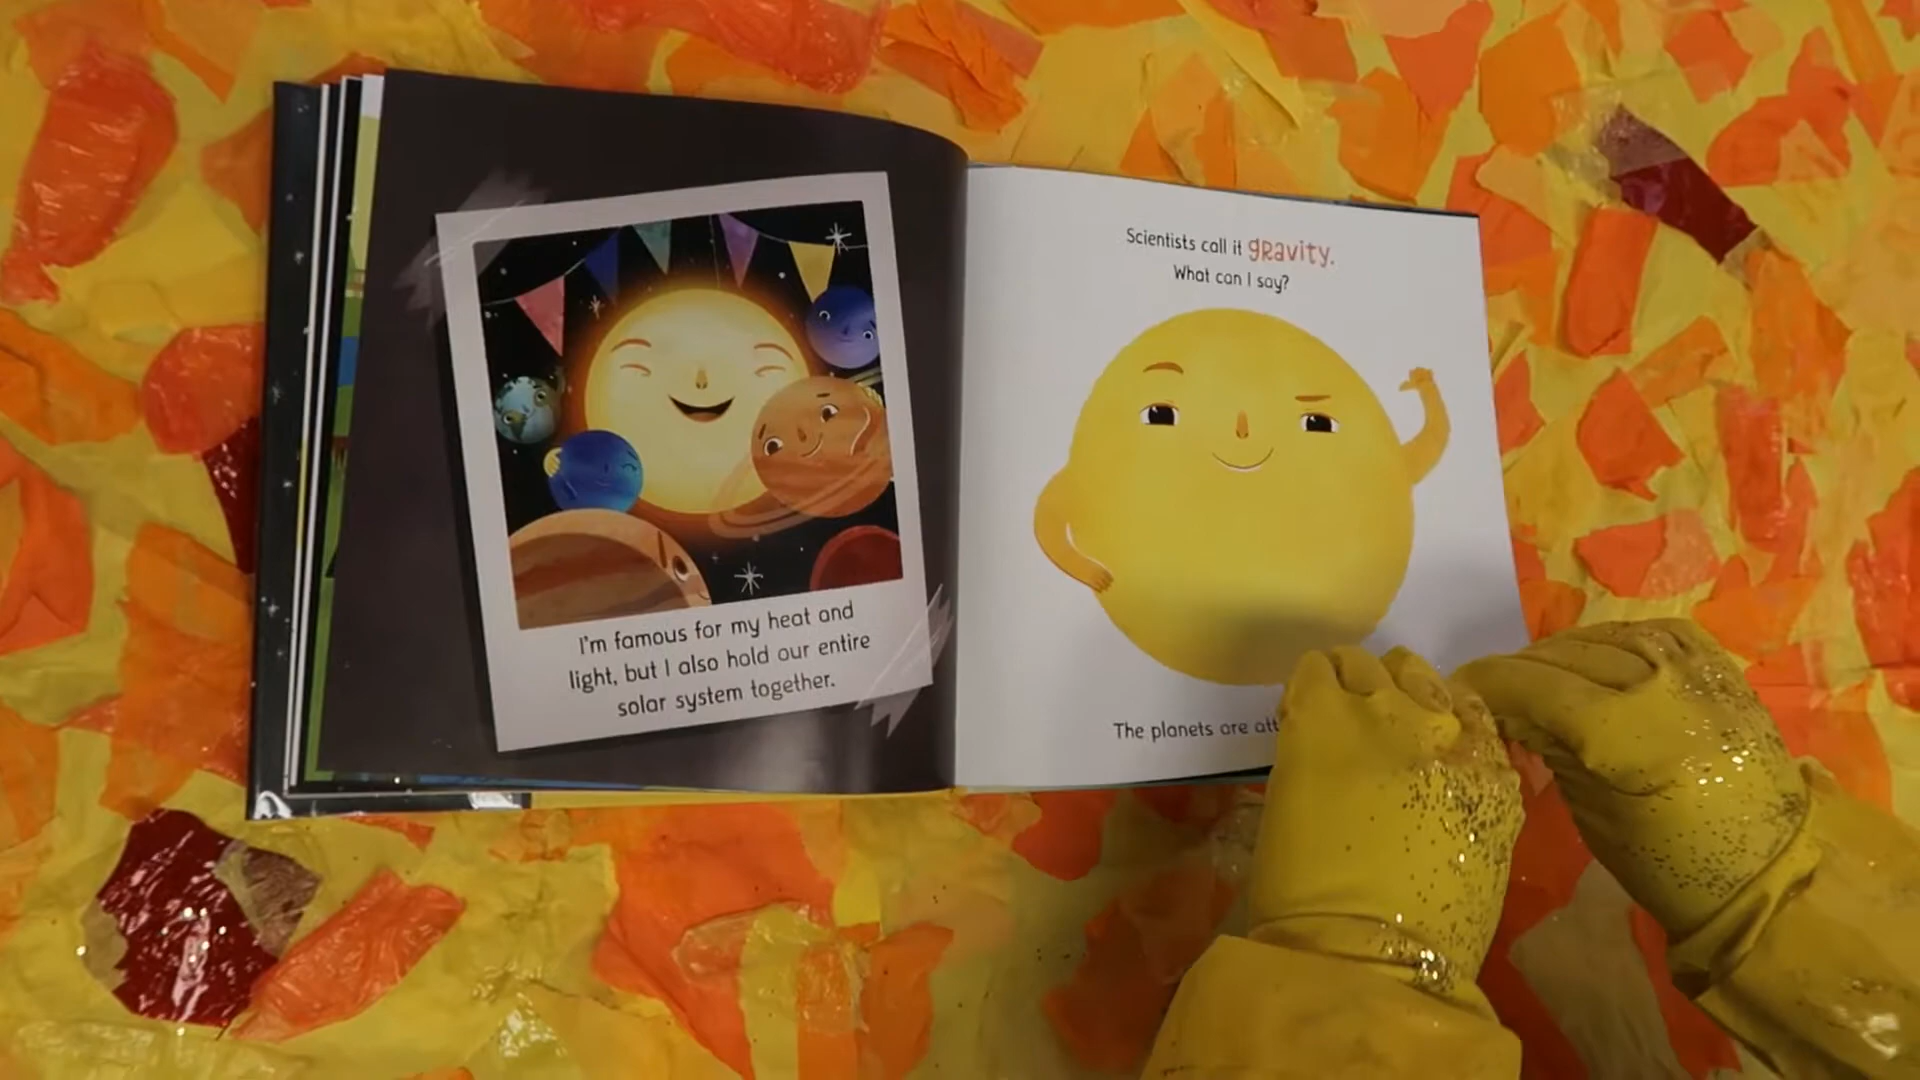 I'm famous for my heat and
light, but I also hold our entire
solar system together.
Scientists call it gravity.
What can I say?
The planets are